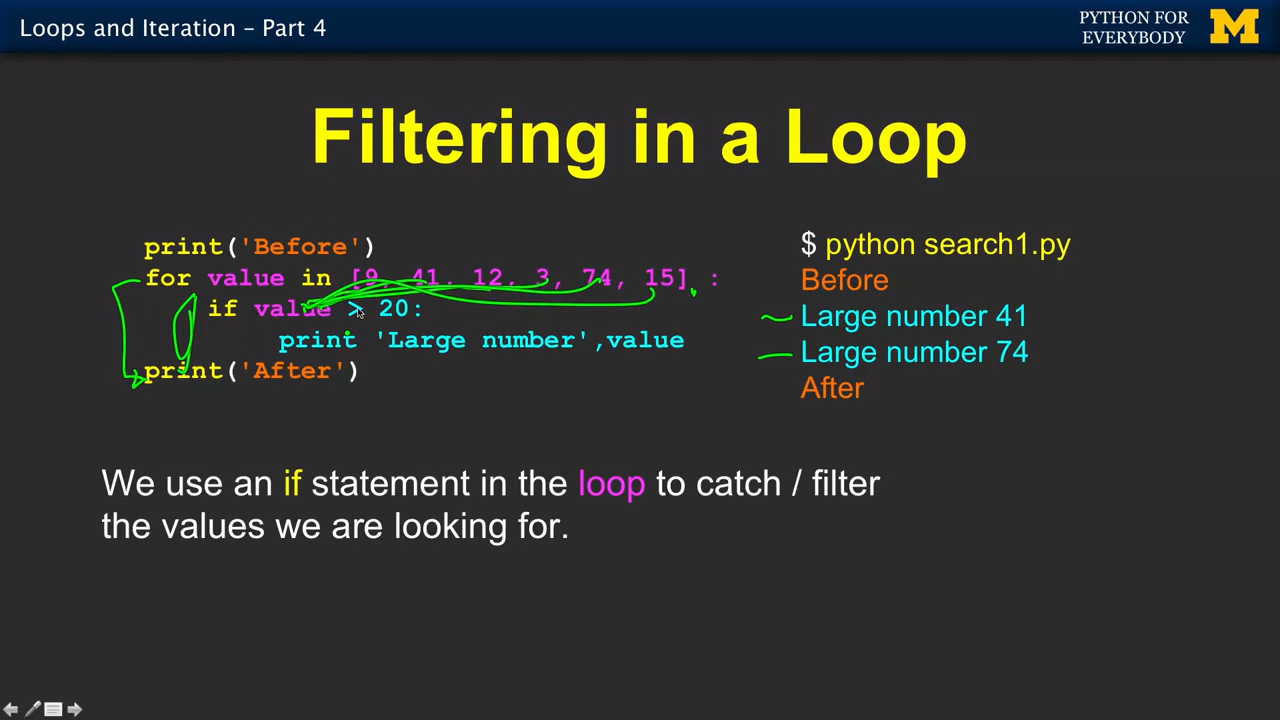 Loops and Iteration – Part 4
PYTHON FOR
EVERYBODY
M
Filtering in a Loop
print('Before')
for value in [9, 41, 12, 3, 74, 15] :
if value > 20:
print 'Large number',value
print('After')
$ python search1.py
Before
Large number 41
Large number 74
After
We use an if statement in the loop to catch / filter
the values we are looking for.